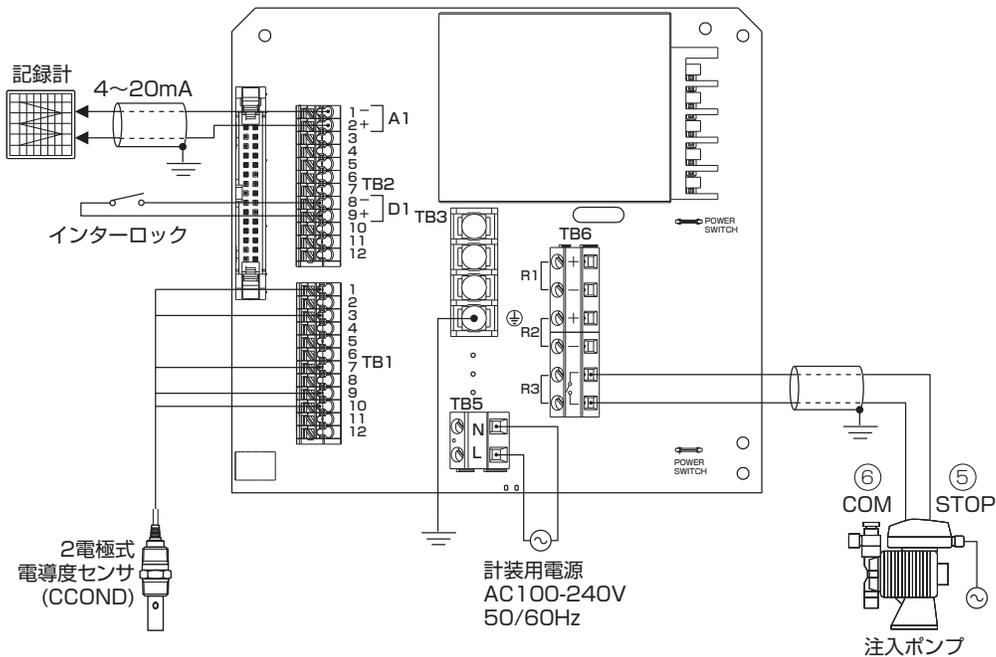 記録計
4〜20mA
1−
2+
A1
3
4
5
6
7
TB2
8−
9+
D1
10
11
12
インターロック
TB3
POWER
SWITCH
TB6
R1
+
−
R2
+
−
R3
1
2
3
4
5
6
7
TB1
8
9
10
11
12
TB5
N
L
POWER
SWITCH
⑥
COM
⑤
STOP
2電極式
電導度センサ
(CCOND)
計装用電源
AC100-240V
50/60Hz
注入ポンプ